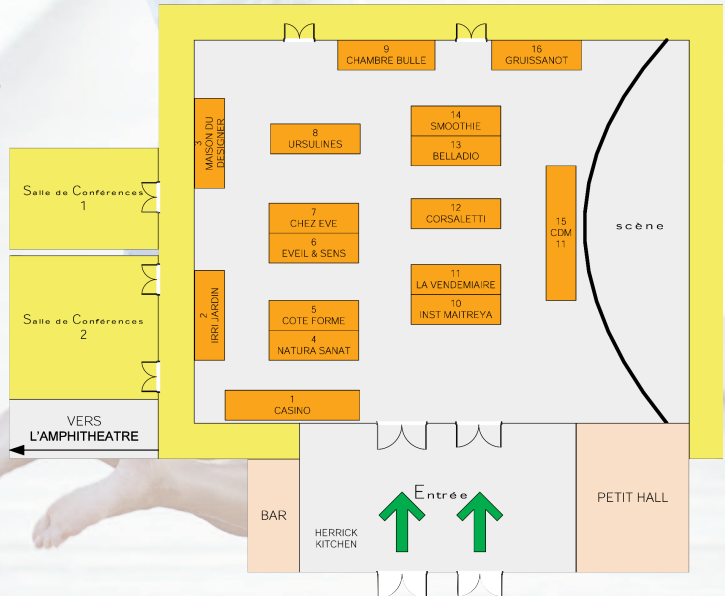 9
CHAMBRE BULLE
16
GRUISSANOT
3
MAISON DU
DESIGNER
8
URSULINES
14
SMOOTHIE
13
BELLADIO
Salle de Conférences
1
7
CHEZ EVE
6
EVEIL & SENS
12
CORSALETTI
15
CDM
11
scène
Salle de Conférences
2
2
IRRI JARDIN
11
LA VENDEMIAIRE
10
INST MAITREYA
5
COTE FORME
4
NATURA SANAT
1
CASINO
VERS
L'AMPHITHEATRE
Entrée
BAR
HERRICK
KITCHEN
PETIT HALL